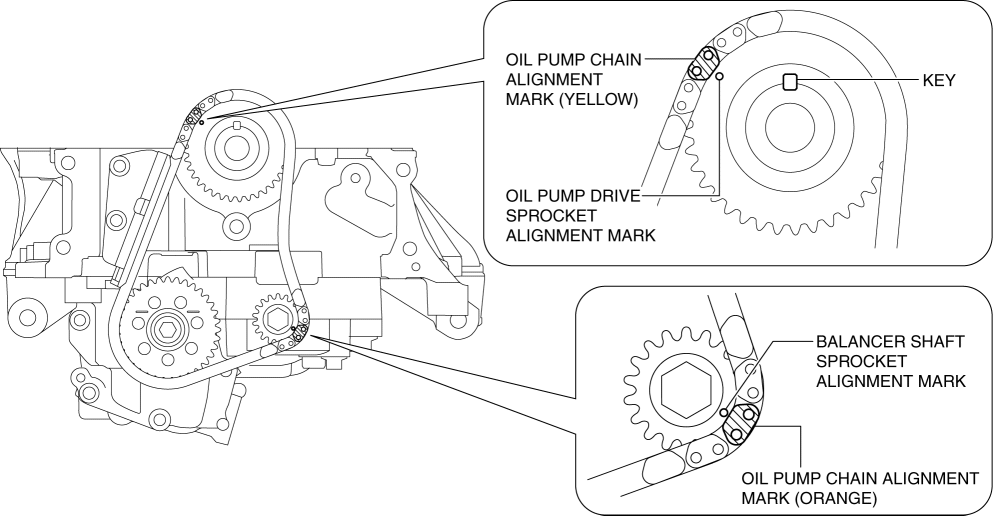 OIL PUMP CHAIN
ALIGNMENT
MARK (YELLOW)
KEY
OIL PUMP DRIVE
SPROCKET
ALIGNMENT MARK
BALANCER SHAFT
SPROCKET
ALIGNMENT MARK
OIL PUMP CHAIN ALIGNMENT
MARK (ORANGE)